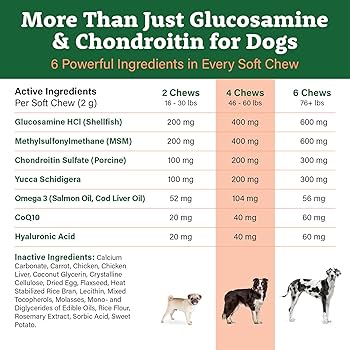 More Than Just Glucosamine
& Chondroitin for Dogs
6 Powerful Ingredients in Every Soft Chew
Active Ingredients
Per Soft Chew (2 g)
2 Chews
16 - 30 lbs
4 Chews
46 - 60 lbs
6 Chews
76+ lbs
Glucosamine HCl (Shellfish) 200 mg 400 mg 600 mg
Methylsulfonylmethane (MSM) 200 mg 400 mg 600 mg
Chondroitin Sulfate (Porcine) 100 mg 200 mg 300 mg
Yucca Schidigera 100 mg 200 mg 300 mg
Omega 3 (Salmon Oil, Cod Liver Oil) 52 mg 104 mg 56 mg
CoQ10 20 mg 40 mg 60 mg
Hyaluronic Acid 20 mg 40 mg 60 mg
Inactive Ingredients: Calcium
Carbonate, Carrot, Chicken, Chicken
Liver, Coconut Glycerin, Crystalline
Cellulose, Dried Egg, Flaxseed, Heat
Stabilized Rice Bran, Lecithin, Mixed
Tocopherols, Molasses, Mono- and
Diglycerides of Edible Oils, Rice Flour,
Rosemary Extract, Sorbic Acid, Sweet
Potato.